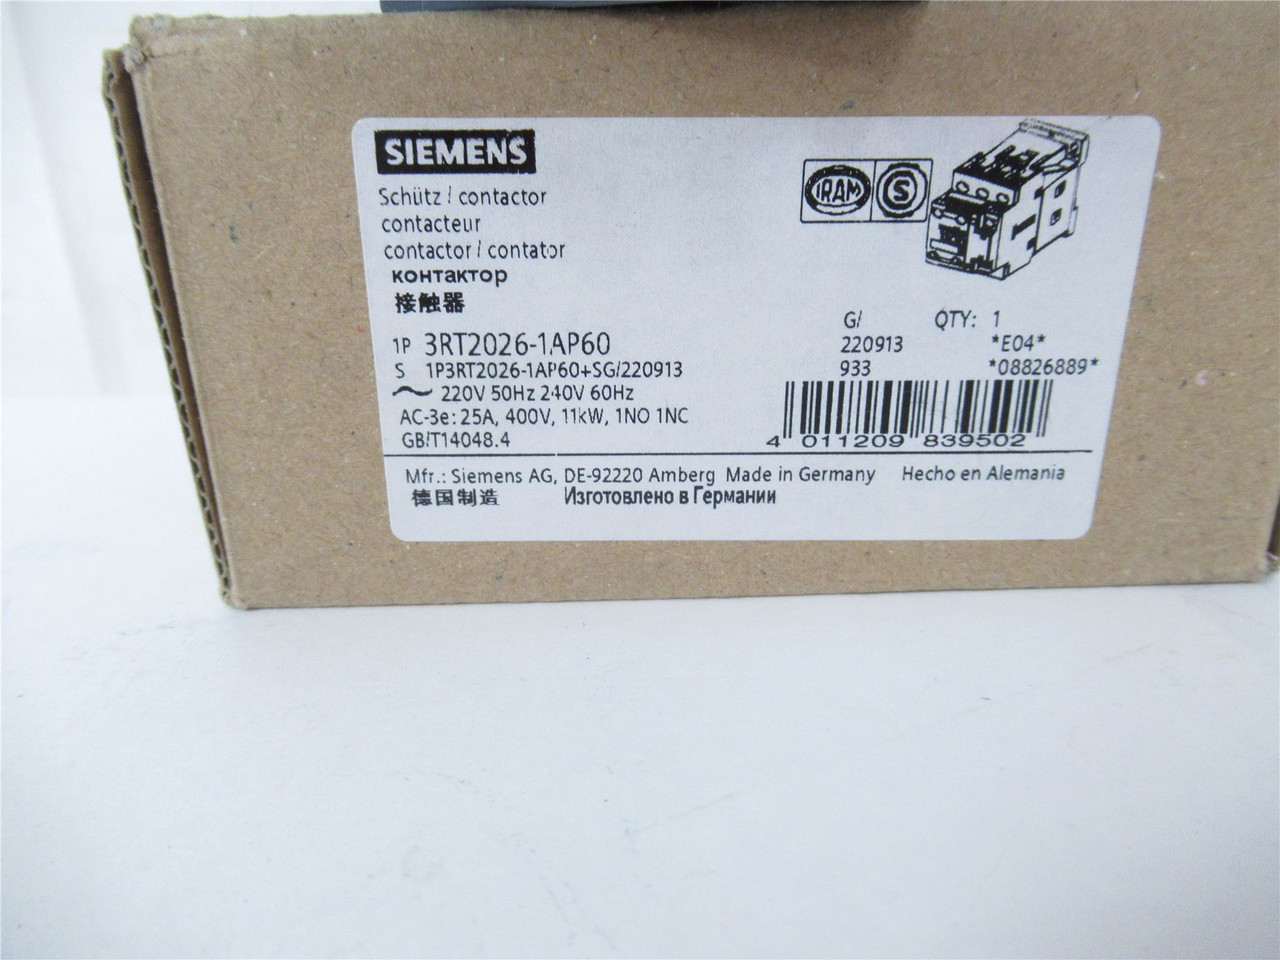 SIEMENS
Schütz / contactor
contacteur
contactor / contator
контактор
接触器
IRAM S
1P 3RT2026-1AP60
S 1P3RT2026-1AP60+SG/220913
~ 220V 50Hz 240V 60Hz
AC-3e: 25A, 400V, 11kW, 1NO 1NC
GB/T14048.4
G/ QTY: 1
220913 *E04*
933 *08826889*
4 011209 839502
Mfr.: Siemens AG, DE-92220 Amberg Made in Germany Hecho en Alemania
德国制造 Изготовлено в Германии